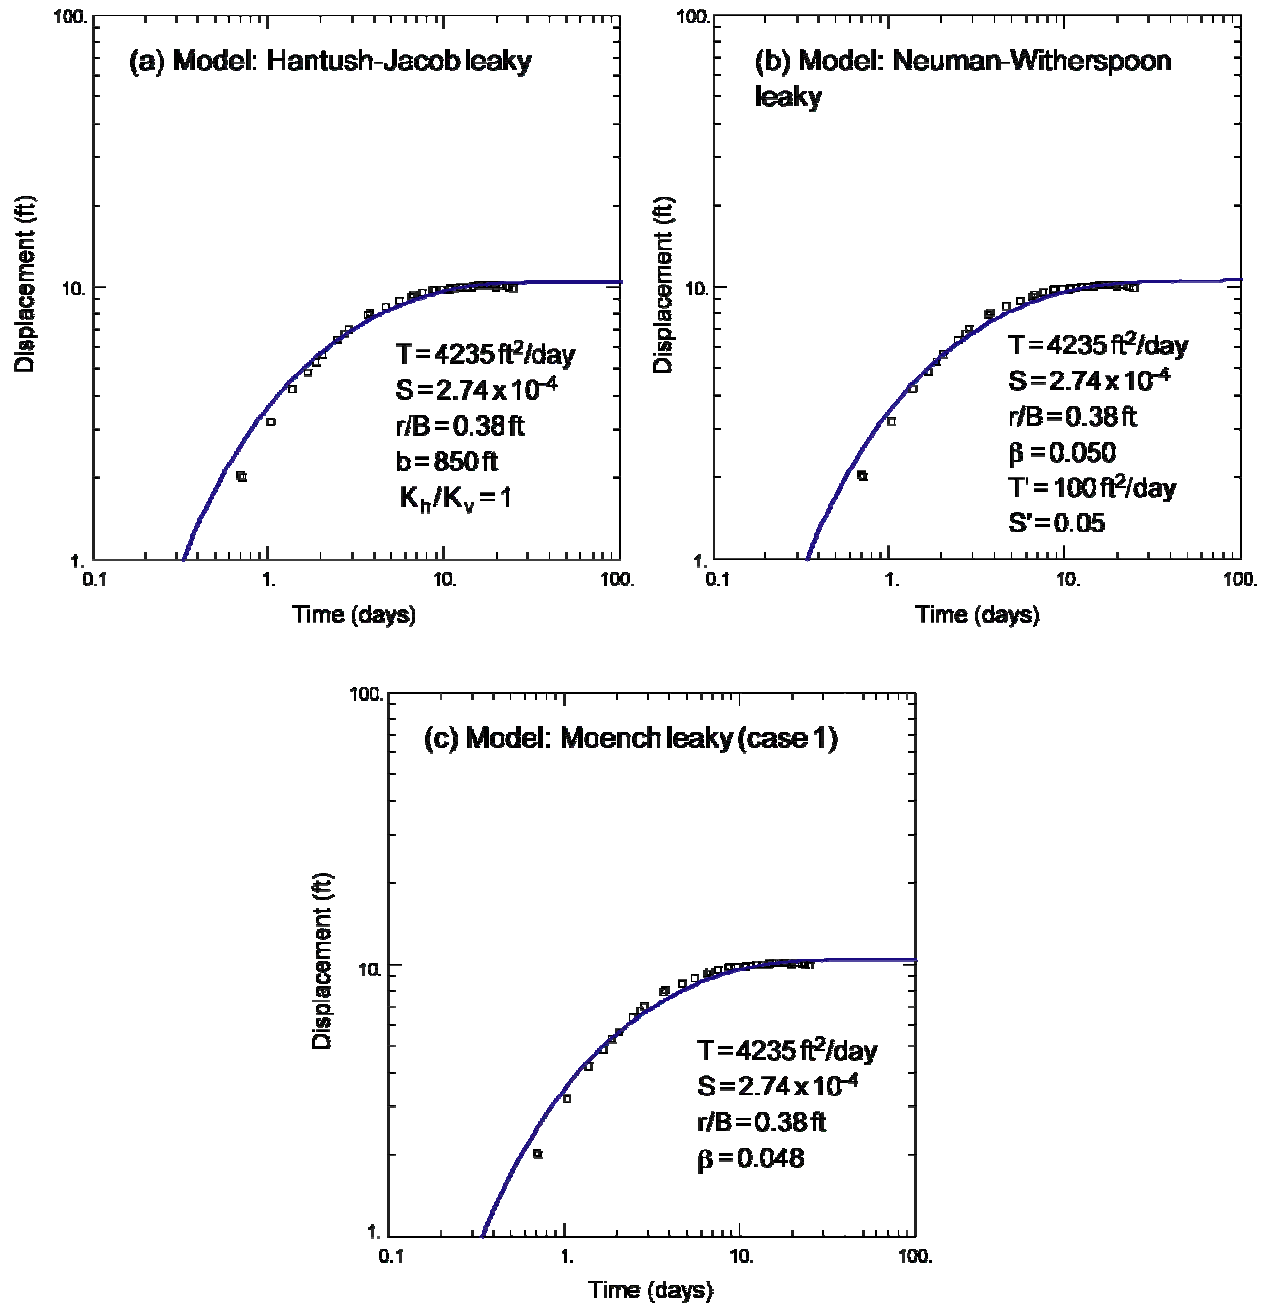 (a) Model: Hantush-Jacob leaky
100.
10.
1.
Displacement (ft)
T = 4235 ft²/day
S = 2.74 x 10⁻⁴
r/B = 0.38 ft
b = 850 ft
Kₕ/Kᵥ = 1
0.1
1.
10.
100.
Time (days)
(b) Model: Neuman-Witherspoon
leaky
100.
10.
1.
Displacement (ft)
T = 4235 ft²/day
S = 2.74 x 10⁻⁴
r/B = 0.38 ft
β = 0.050
T' = 100 ft²/day
S' = 0.05
0.1
1.
10.
100.
Time (days)
(c) Model: Moench leaky (case 1)
100.
10.
1.
Displacement (ft)
T = 4235 ft²/day
S = 2.74 x 10⁻⁴
r/B = 0.38 ft
β = 0.048
0.1
1.
10.
100.
Time (days)